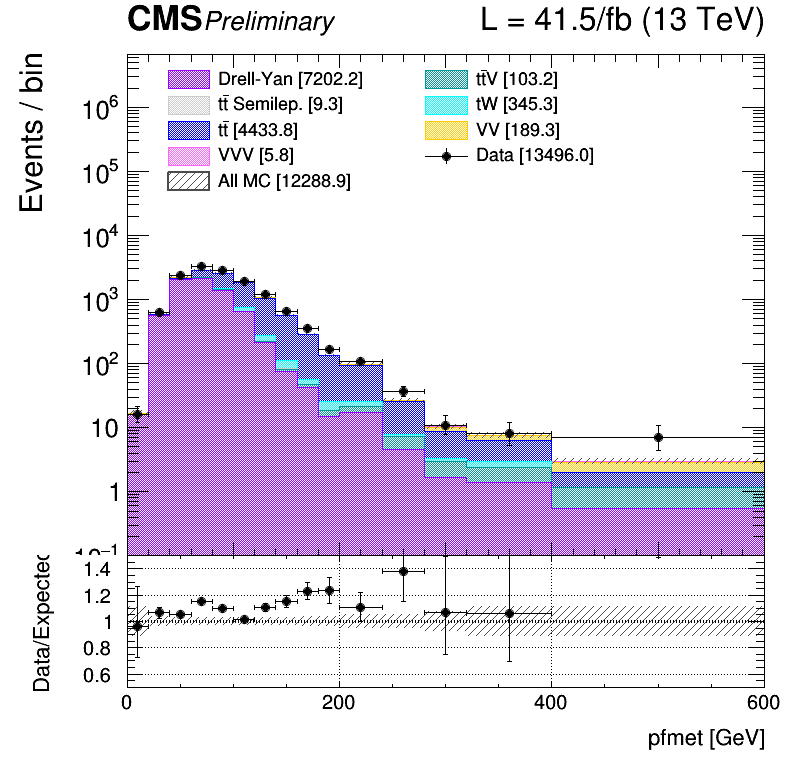 CMS Preliminary L = 41.5/fb (13 TeV)
Events / bin
Drell-Yan [7202.2] tt̄V [103.2]
tt̄ Semilep. [9.3] tW [345.3]
tt̄ [4433.8] VV [189.3]
VVV [5.8] Data [13496.0]
All MC [12288.9]
10⁶
10⁵
10⁴
10³
10²
10
1
10⁻¹
Data/Expected
1.4
1.2
1
0.8
0.6
0 200 400 600
pfmet [GeV]